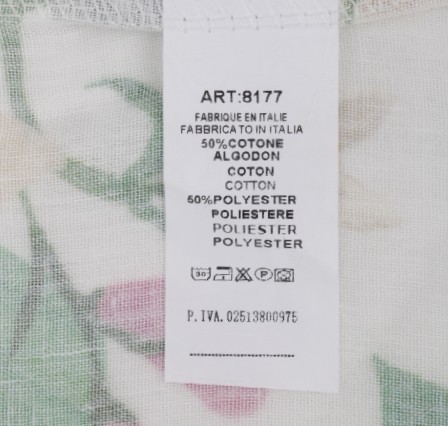 ART:8177
FABRIQUE EN ITALIE
FABBRICATO IN ITALIA
50%COTONE
ALGODON
COTON
COTTON
50%POLYESTER
POLIESTERE
POLIESTER
POLYESTER
30 P
P.IVA.02513800975